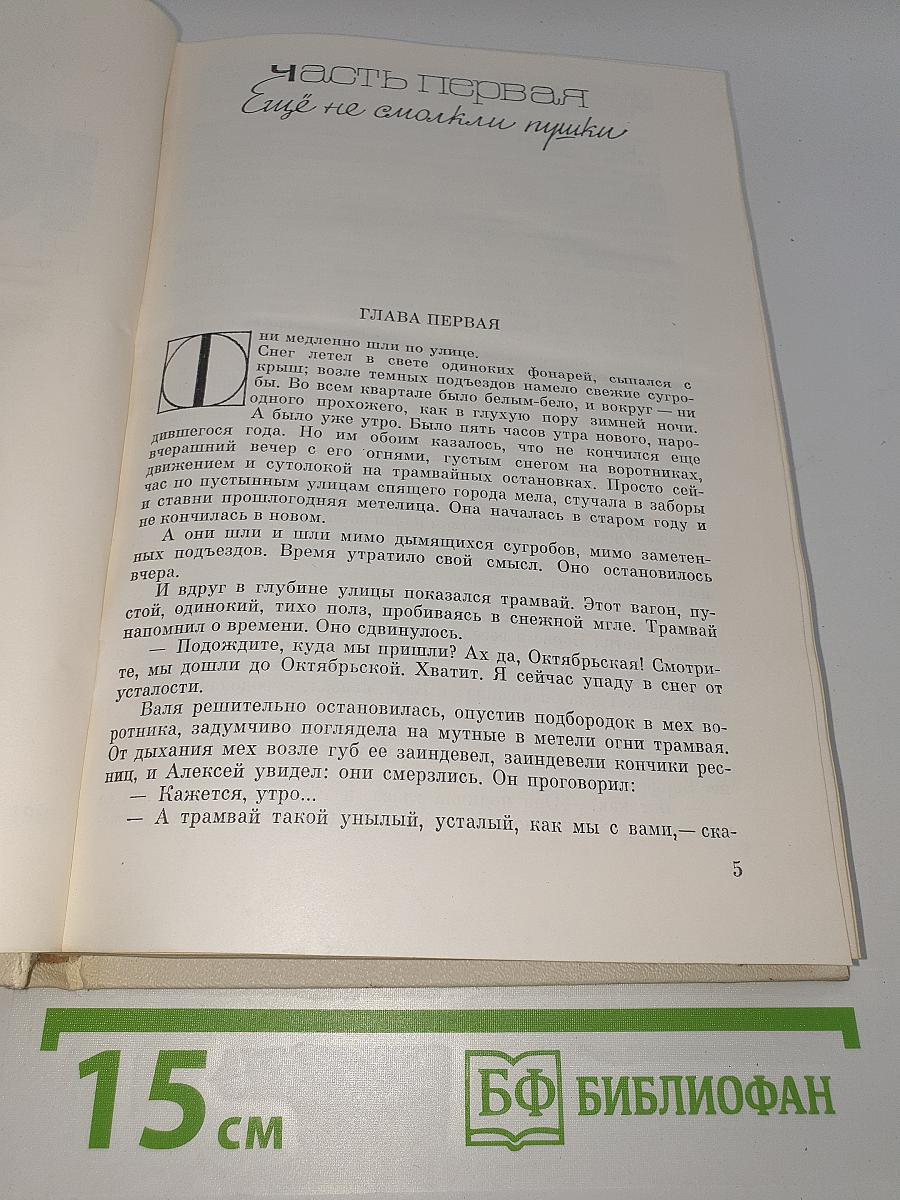 часть первая
Ещё не смолкли пушки
ГЛАВА ПЕРВАЯ
Они медленно шли по улице.
Снег летел в свете одиноких фонарей, сыпался с
крыш; возле темных подъездов намело свежие сугро-
бы. Во всем квартале было белым-бело, и вокруг — ни
одного прохожего, как в глухую пору зимней ночи.
А было уже утро. Было пять часов утра нового, наро-
дившегося года. Но им обоим казалось, что не кончился еще
вчерашний вечер с его огнями, густым снегом на воротниках,
движением и сутолокой на трамвайных остановках. Просто сей-
час по пустынным улицам спящего города мела, стучала в заборы
и ставни прошлогодняя метелица. Она началась в старом году и
не кончилась в новом.
А они шли и шли мимо дымящихся сугробов, мимо заметен-
ных подъездов. Время утратило свой смысл. Оно остановилось
вчера.
И вдруг в глубине улицы показался трамвай. Этот вагон, пу-
стой, одинокий, тихо полз, пробиваясь в снежной мгле. Трамвай
напомнил о времени. Оно сдвинулось.
— Подождите, куда мы пришли? Ах да, Октябрьская! Смотри-
те, мы дошли до Октябрьской. Хватит. Я сейчас упаду в снег от
усталости.
Валя решительно остановилась, опустив подбородок в мех во-
ротника, задумчиво поглядела на мутные в метели огни трамвая.
От дыхания мех возле губ ее заиндевел, заиндевели кончики рес-
ниц, и Алексей увидел: они смерзлись. Он проговорил:
— Кажется, утро...
— А трамвай такой унылый, усталый, как мы с вами,— ска-
5
15 см
БФ БИБЛИОФАН